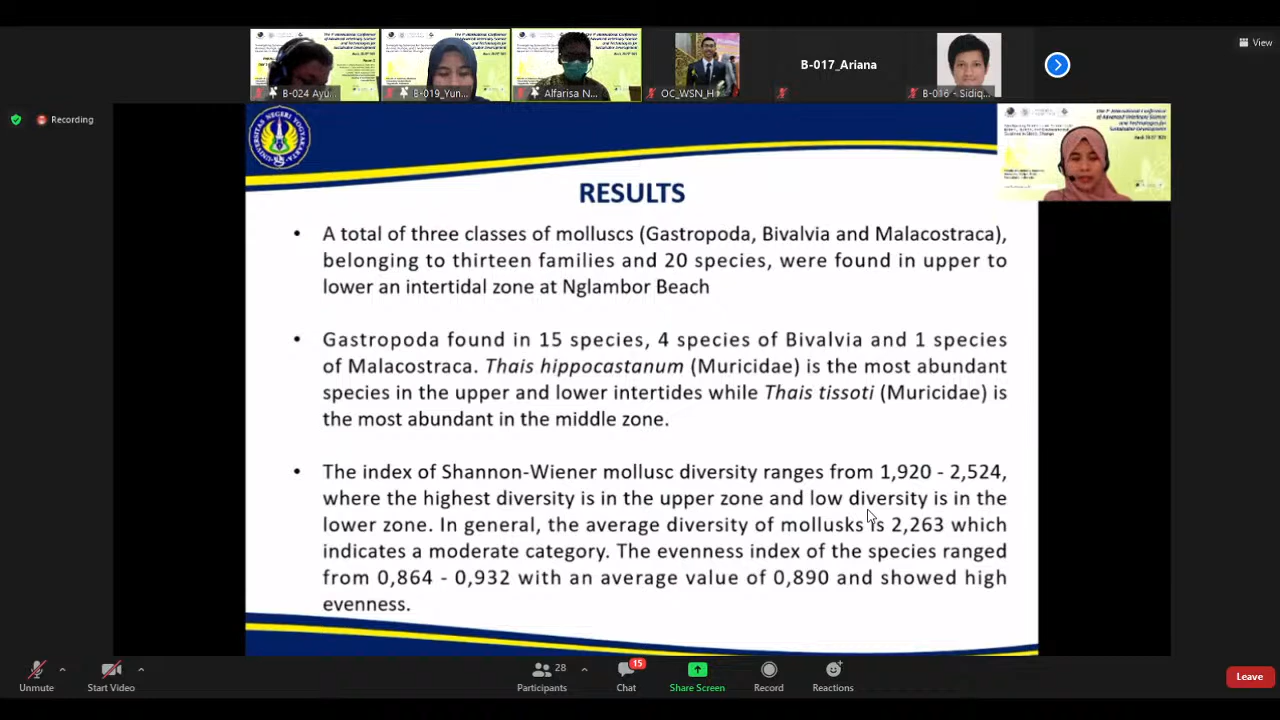 View
Recording
B-024 Ayu...
B-019_Yun...
Alfarisa N...
OC_WSN_H
B-017_Ariana
B-016 - Sidiq...
UNIVERSITAS NEGERI YOGYAKARTA
RESULTS
• A total of three classes of molluscs (Gastropoda, Bivalvia and Malacostraca),
belonging to thirteen families and 20 species, were found in upper to
lower an intertidal zone at Nglambor Beach
• Gastropoda found in 15 species, 4 species of Bivalvia and 1 species
of Malacostraca. Thais hippocastanum (Muricidae) is the most abundant
species in the upper and lower intertides while Thais tissoti (Muricidae) is
the most abundant in the middle zone.
• The index of Shannon-Wiener mollusc diversity ranges from 1,920 - 2,524,
where the highest diversity is in the upper zone and low diversity is in the
lower zone. In general, the average diversity of mollusks is 2,263 which
indicates a moderate category. The evenness index of the species ranged
from 0,864 - 0,932 with an average value of 0,890 and showed high
evenness.
Unmute
Start Video
28
Participants
15
Chat
Share Screen
Record
Reactions
Leave